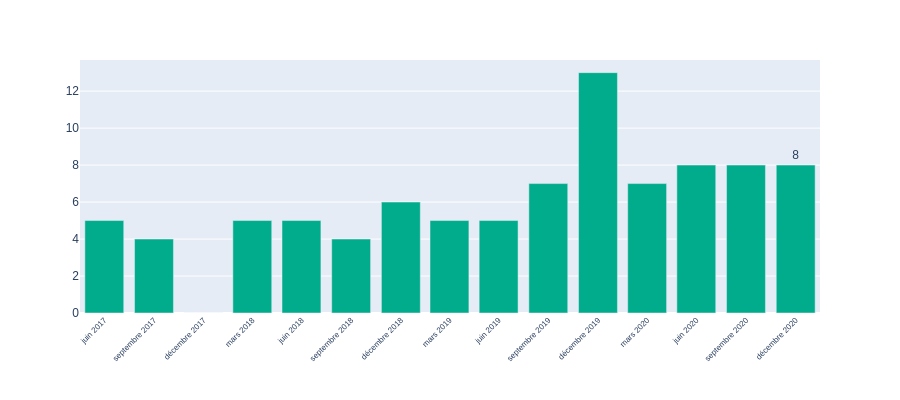 12
10
8
6
4
2
0
8
juin 2017
septembre 2017
décembre 2017
mars 2018
juin 2018
septembre 2018
décembre 2018
mars 2019
juin 2019
septembre 2019
décembre 2019
mars 2020
juin 2020
septembre 2020
décembre 2020